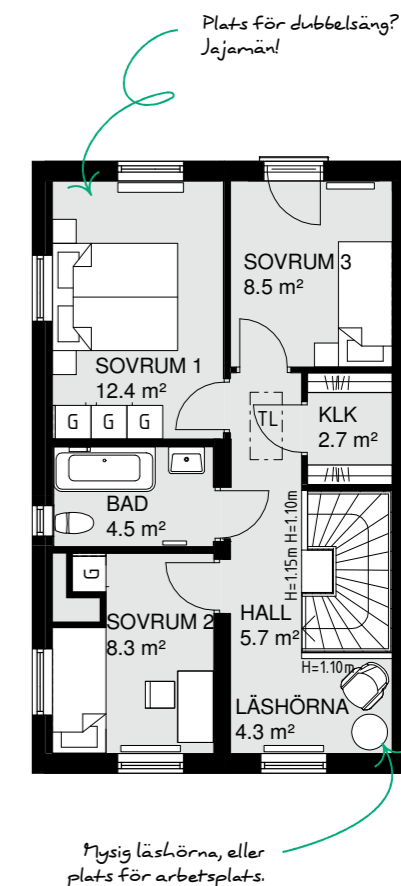 Plats för dubbelsäng?
Jajamän!
SOVRUM 3
8.5 m²
SOVRUM 1
12.4 m²
G G G
TL
KLK
2.7 m²
BAD
4.5 m²
H=1.10m
H=1.15m
G
SOVRUM 2
8.3 m²
HALL
5.7 m²
H=1.10m
LÄSHÖRNA
4.3 m²
Mysig läshörna, eller
plats för arbetsplats.